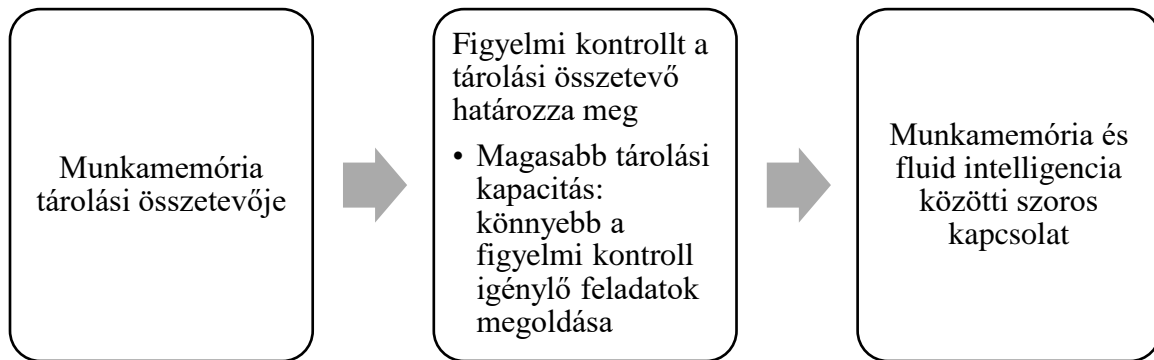 Munkamemória
tárolási összetevője
Figyelmi kontrollt a
tárolási összetevő
határozza meg
• Magasabb tárolási
kapacitás:
könnyebb a
figyelmi kontroll
igénylő feladatok
megoldása
Munkamemória és
fluid intelligencia
közötti szoros
kapcsolat